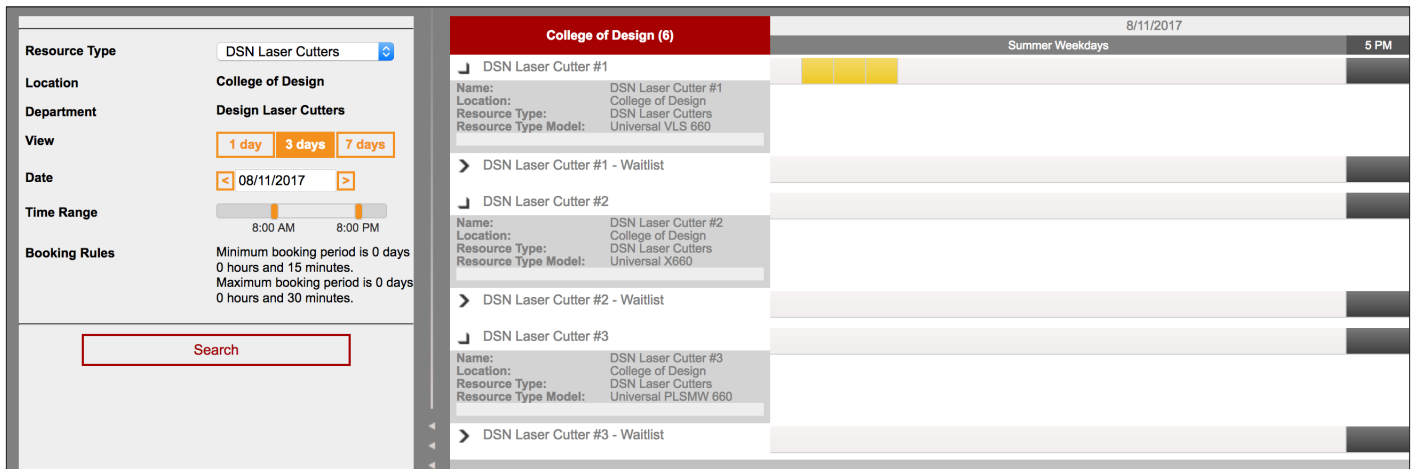 Resource Type
DSN Laser Cutters
Location
College of Design
Department
Design Laser Cutters
View
1 day
3 days
7 days
Date
<
08/11/2017
>
Time Range
8:00 AM
8:00 PM
Booking Rules
Minimum booking period is 0 days
0 hours and 15 minutes.
Maximum booking period is 0 days
0 hours and 30 minutes.
Search
College of Design (6)
8/11/2017
Summer Weekdays
5 PM
DSN Laser Cutter #1
Name: DSN Laser Cutter #1
Location: College of Design
Resource Type: DSN Laser Cutters
Resource Type Model: Universal VLS 660
DSN Laser Cutter #1 - Waitlist
DSN Laser Cutter #2
Name: DSN Laser Cutter #2
Location: College of Design
Resource Type: DSN Laser Cutters
Resource Type Model: Universal X660
DSN Laser Cutter #2 - Waitlist
DSN Laser Cutter #3
Name: DSN Laser Cutter #3
Location: College of Design
Resource Type: DSN Laser Cutters
Resource Type Model: Universal PLSMW 660
DSN Laser Cutter #3 - Waitlist